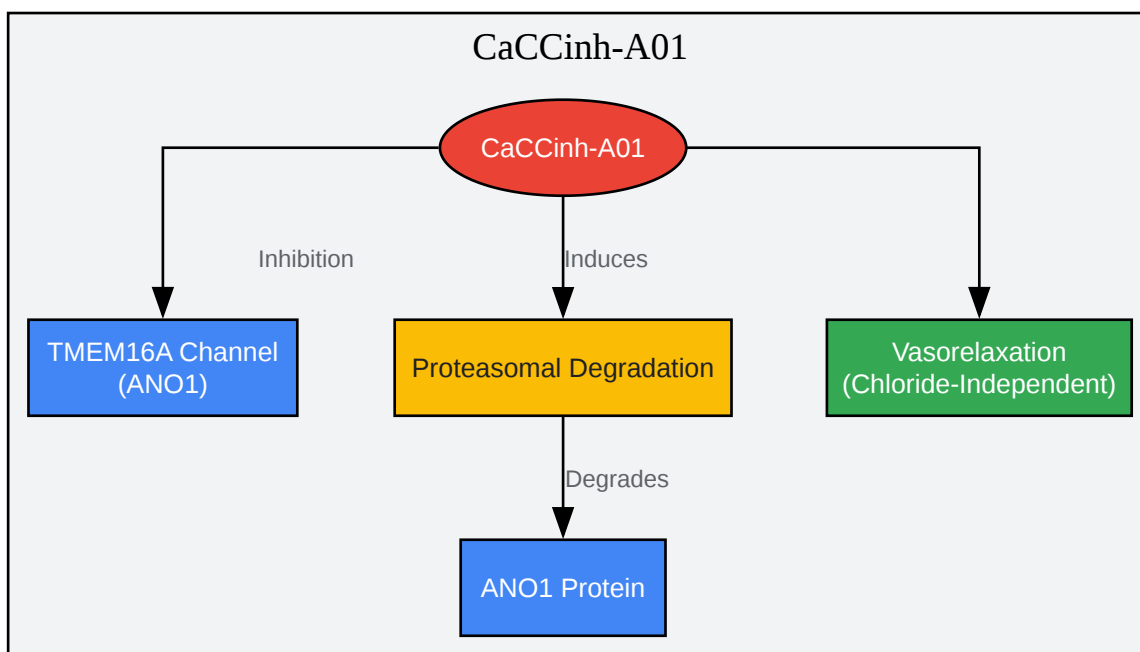 CaCCinh-A01
CaCCinh-A01
Inhibition
Induces
TMEM16A Channel
(ANO1)
Proteasomal Degradation
Vasorelaxation
(Chloride-Independent)
Degrades
ANO1 Protein